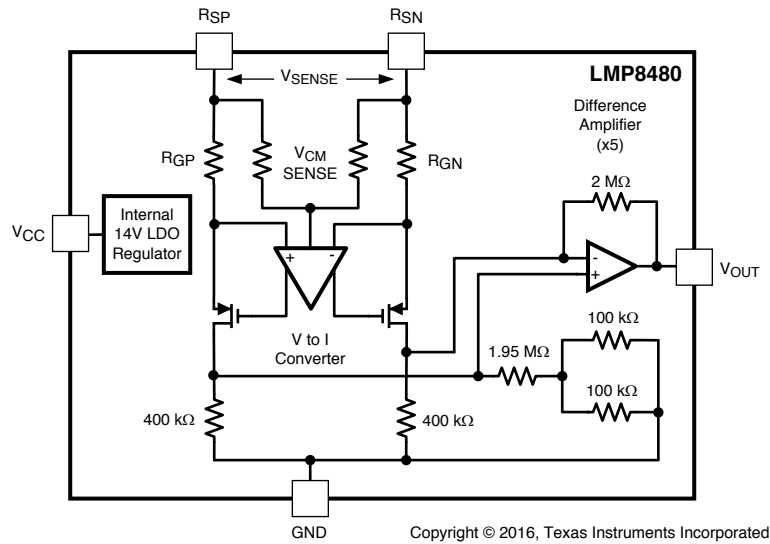 RSP
RSN
VSENSE
LMP8480
Difference
Amplifier
(x5)
RGP
VCM
SENSE
RGN
2 MΩ
VCC
Internal
14V LDO
Regulator
+
-
-
+
VOUT
V to I
Converter
1.95 MΩ
100 kΩ
100 kΩ
400 kΩ
400 kΩ
GND
Copyright © 2016, Texas Instruments Incorporated